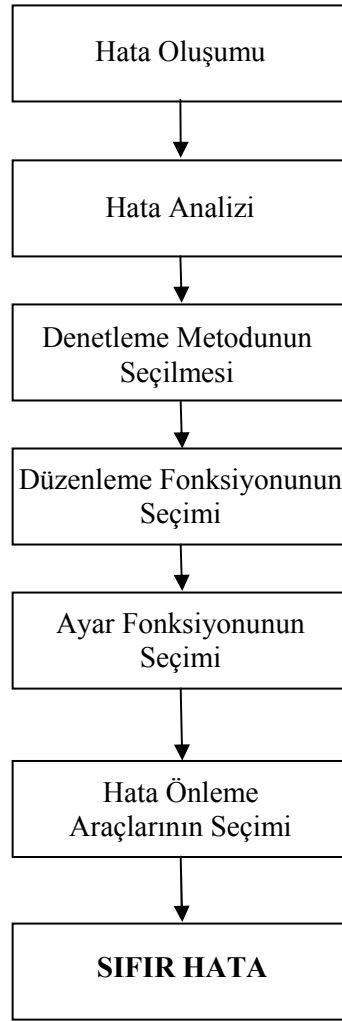 Hata Oluşumu
Hata Analizi
Denetleme Metodunun
Seçilmesi
Düzenleme Fonksiyonunun
Seçimi
Ayar Fonksiyonunun
Seçimi
Hata Önleme
Araçlarının Seçimi
SIFIR HATA